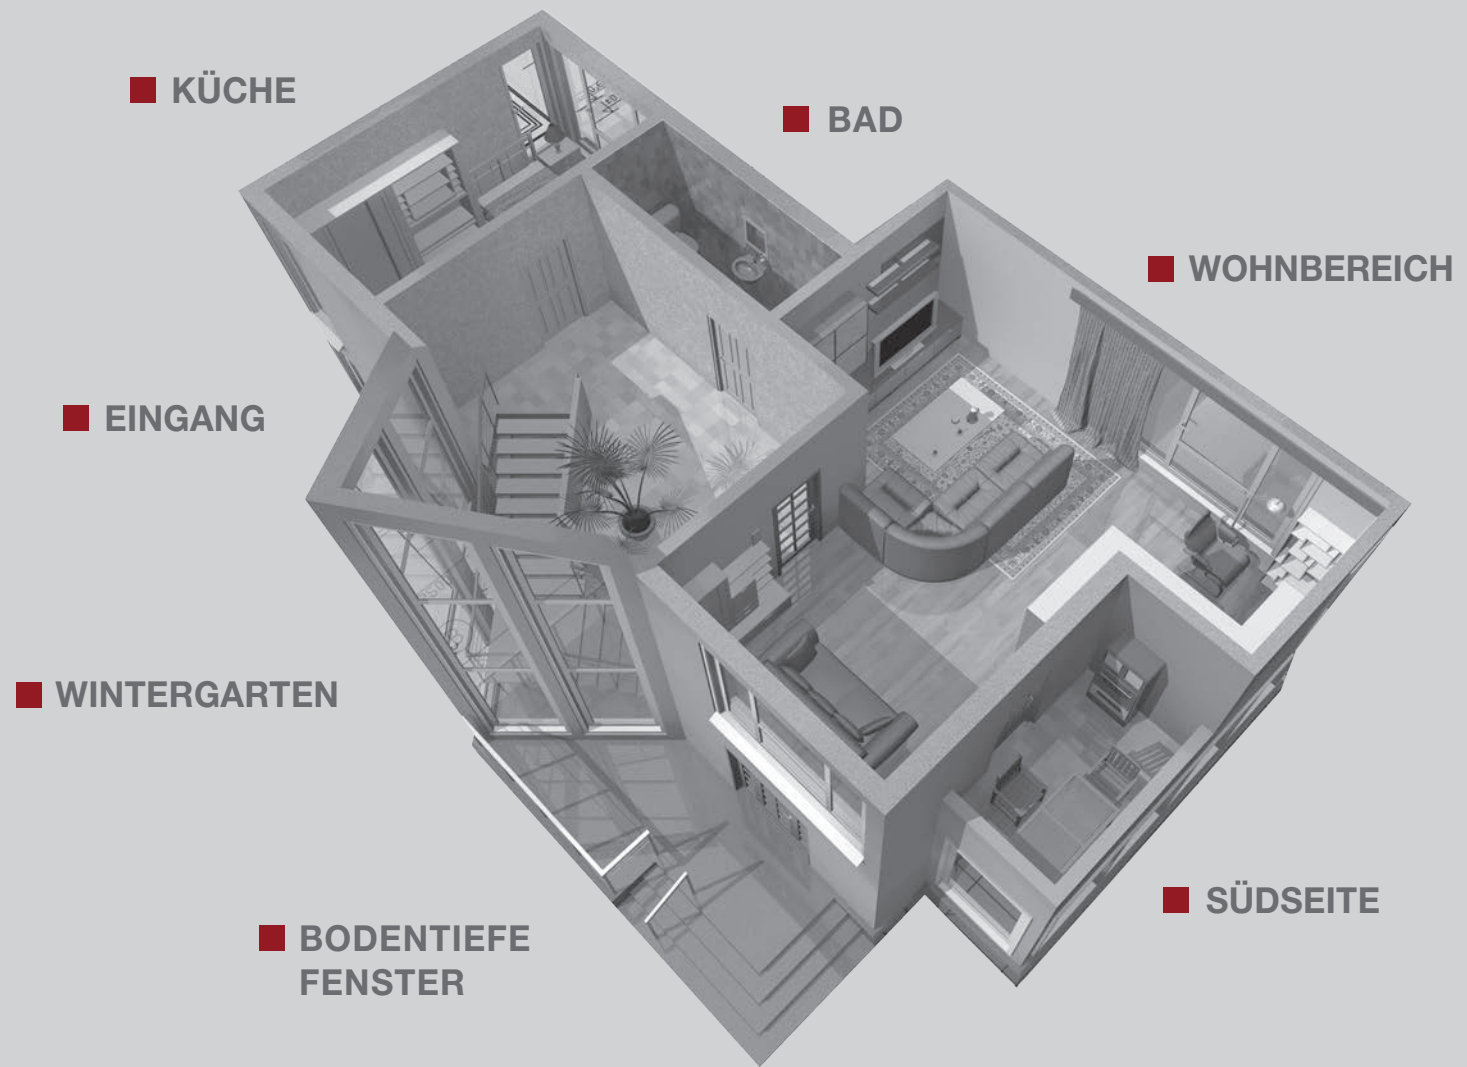 KÜCHE
BAD
WOHNBEREICH
EINGANG
WINTERGARTEN
SÜDSEITE
BODENTIEFE
FENSTER